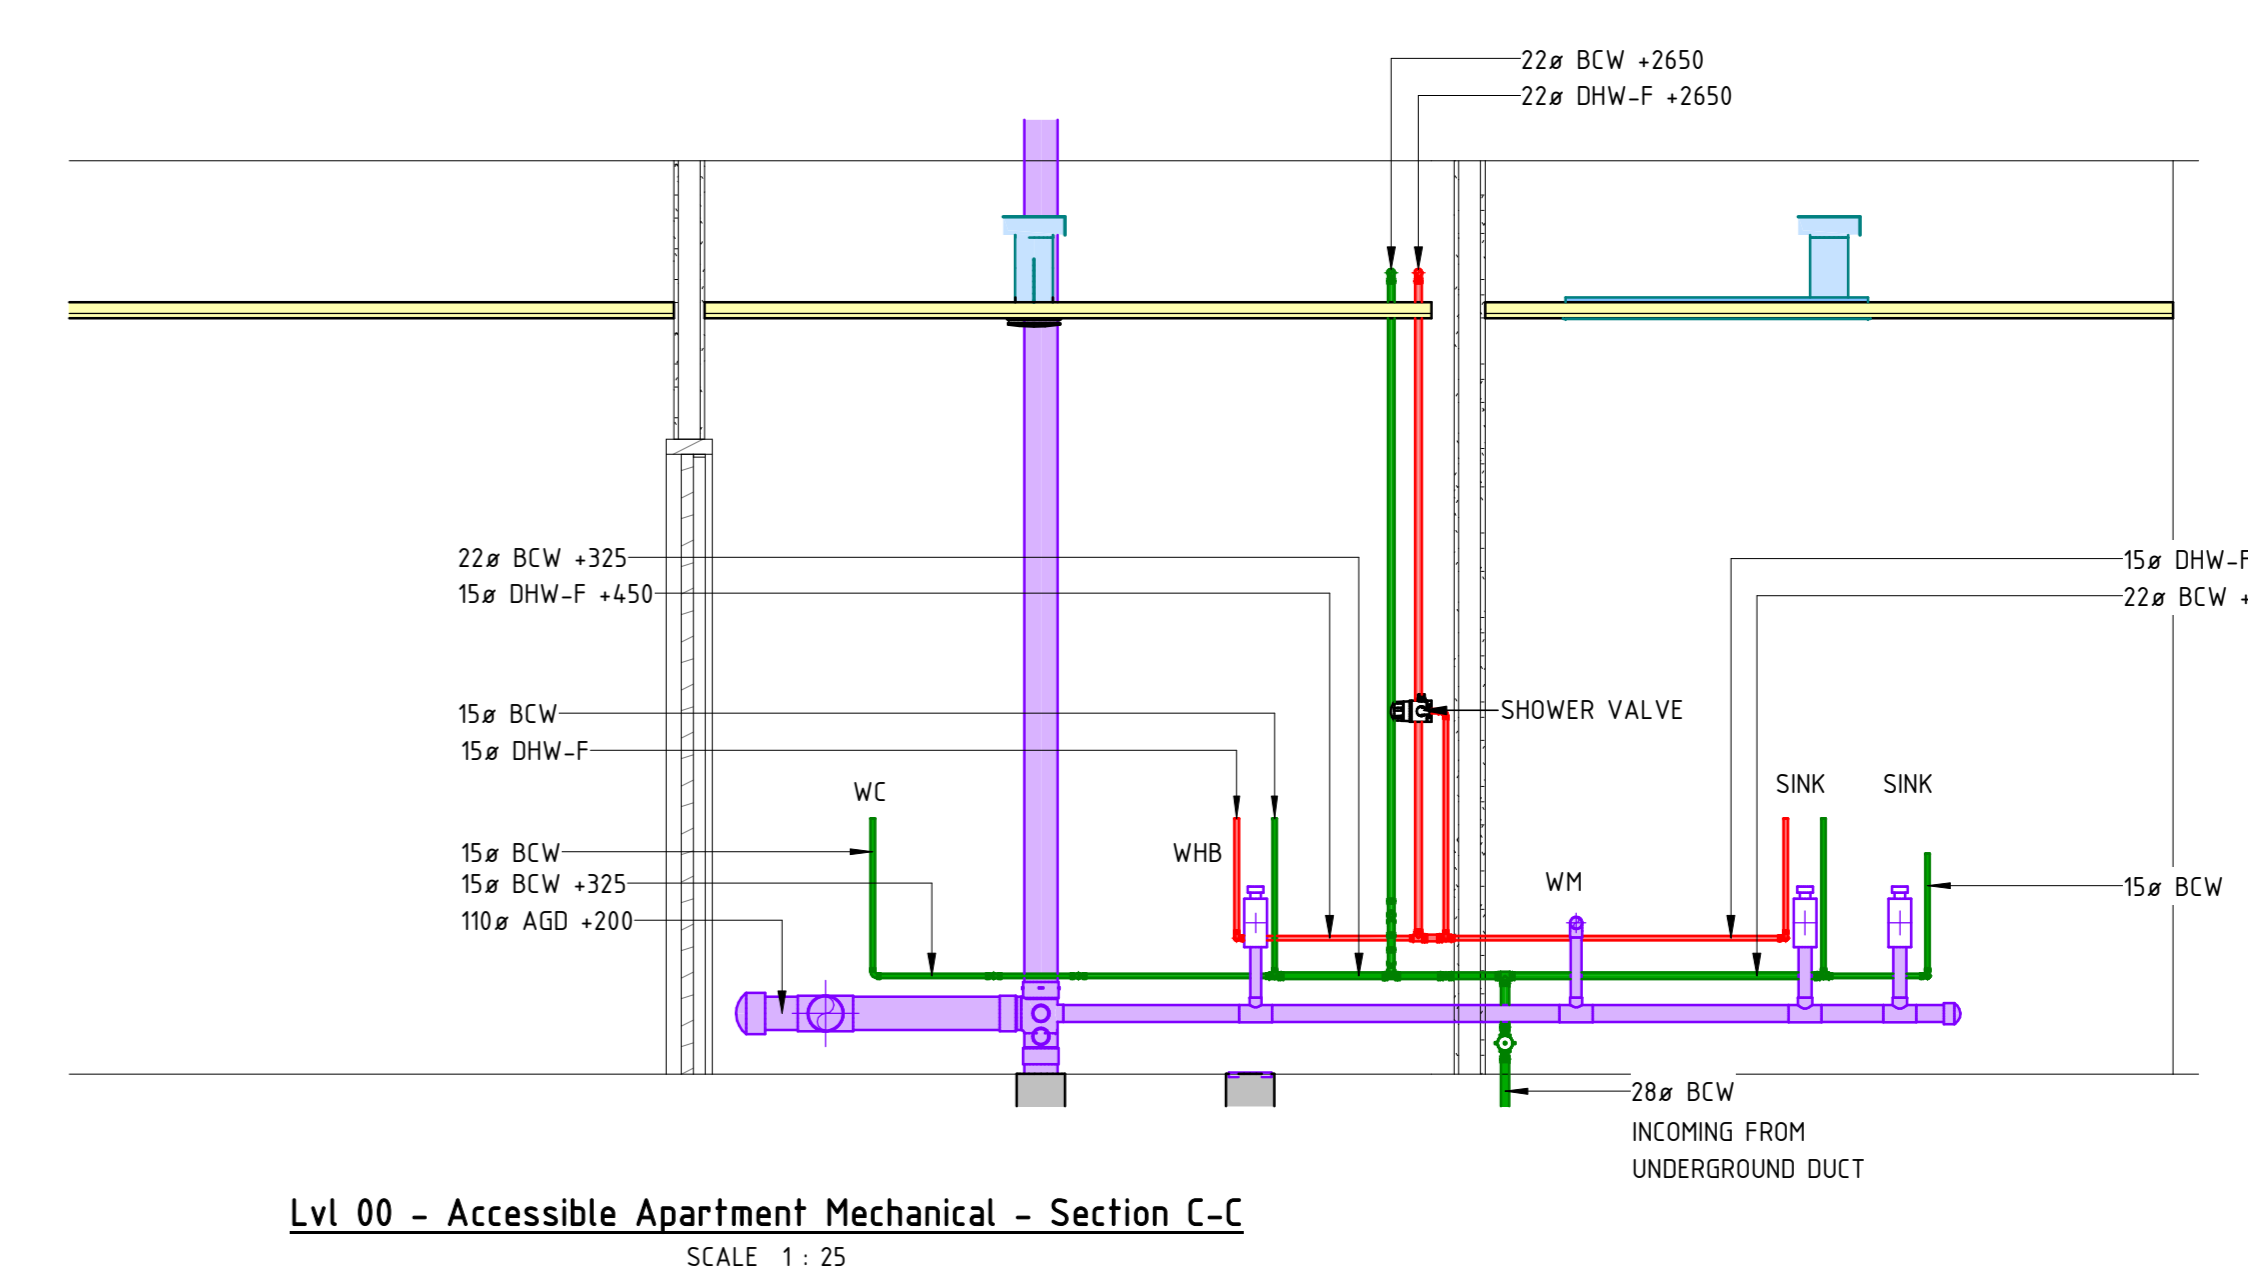 22ø BCW +2650
22ø DHW-F +2650
22ø BCW +325
15ø DHW-F +450
15ø DHW-F
22ø BCW +
15ø BCW
15ø DHW-F
SHOWER VALVE
WC
WHB
WM
SINK
SINK
15ø BCW
15ø BCW +325
110ø AGD +200
15ø BCW
28ø BCW
INCOMING FROM
UNDERGROUND DUCT
Lvl 00 - Accessible Apartment Mechanical - Section C-C
SCALE 1 : 25